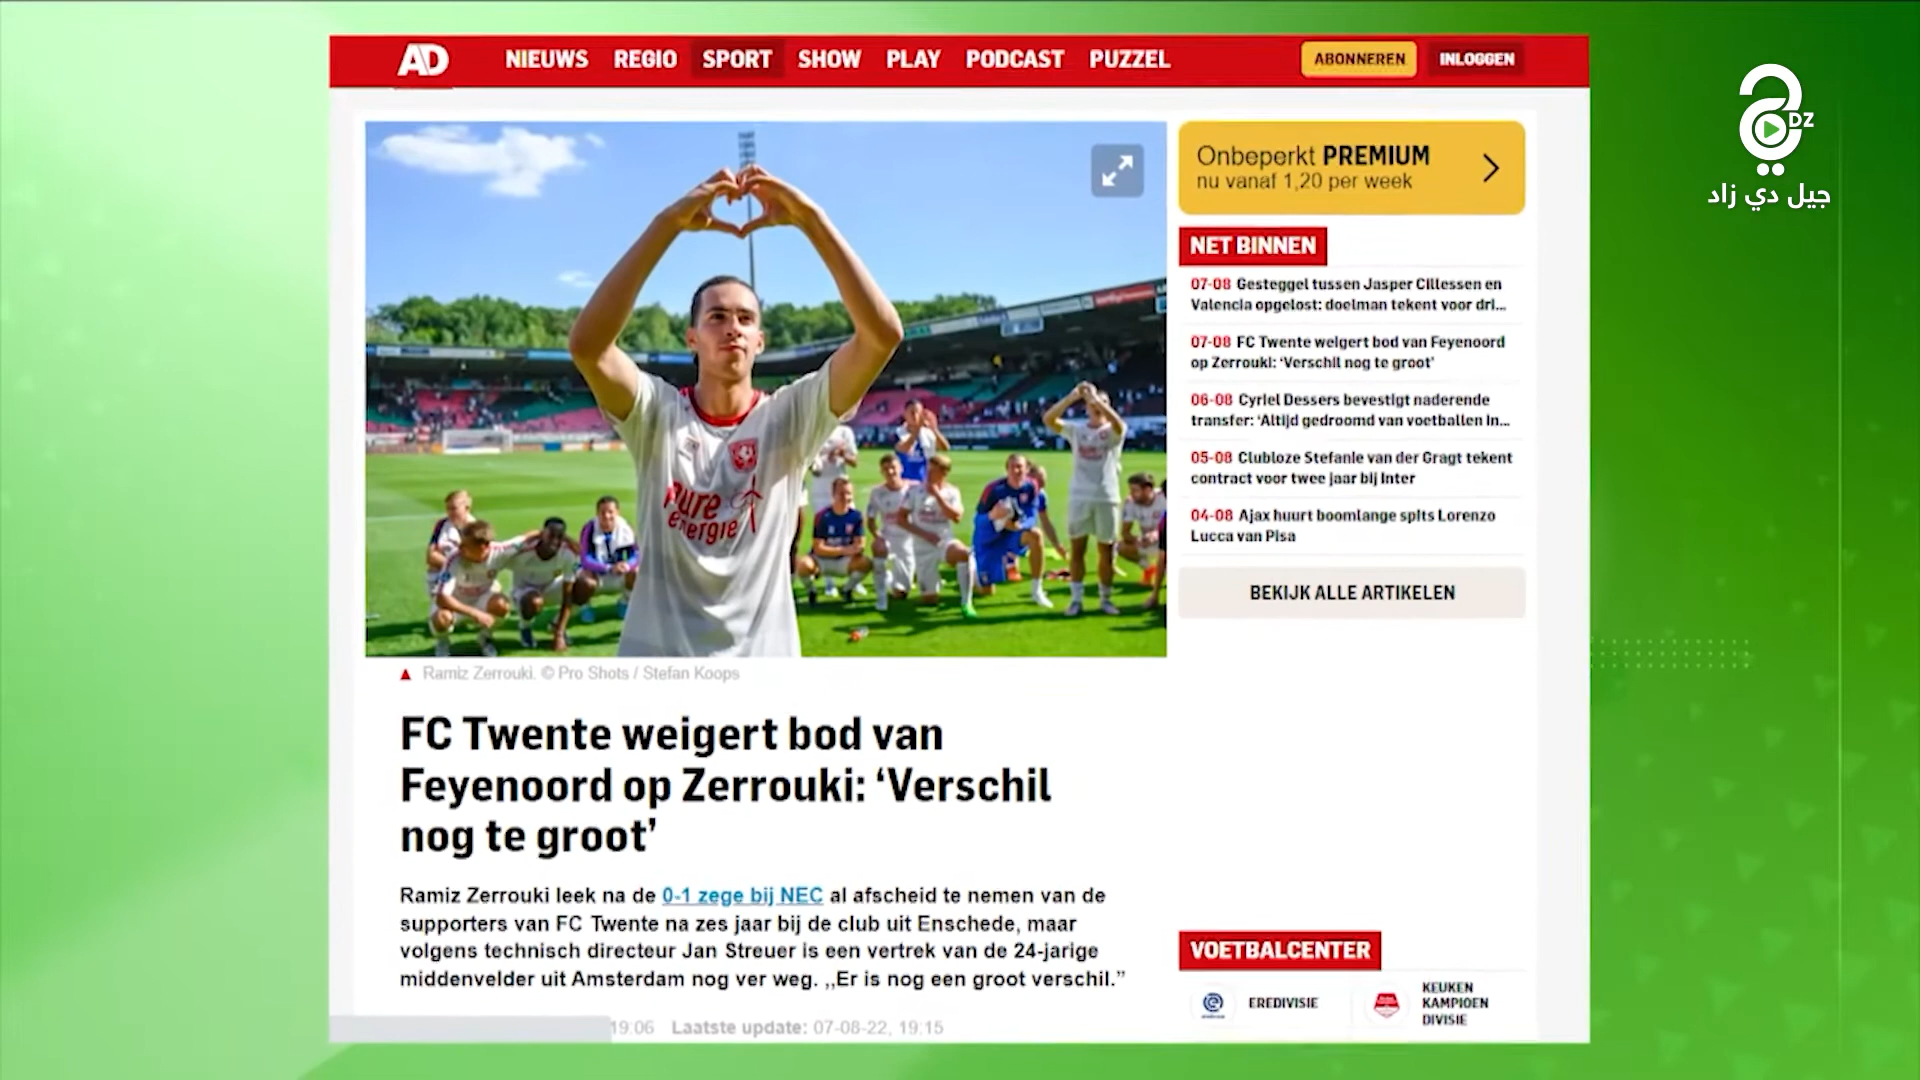 AD NIEUWS REGIO SPORT SHOW PLAY PODCAST PUZZEL ABONNEREN INLOGGEN
DZ
جيل دي زاد
pure
energie
Ramiz Zerrouki. © Pro Shots / Stefan Koops
FC Twente weigert bod van
Feyenoord op Zerrouki: ‘Verschil
nog te groot’
Ramiz Zerrouki leek na de 0-1 zege bij NEC al afscheid te nemen van de
supporters van FC Twente na zes jaar bij de club uit Enschede, maar
volgens technisch directeur Jan Streuer is een vertrek van de 24-jarige
middenvelder uit Amsterdam nog ver weg. ,,Er is nog een groot verschil.”
19:06 Laatste update: 07-08-22, 19:15
Onbeperkt PREMIUM
nu vanaf 1,20 per week
NET BINNEN
07-08 Gesteggel tussen Jasper Cillessen en
Valencia opgelost: doelman tekent voor dri...
07-08 FC Twente weigert bod van Feyenoord
op Zerrouki: ‘Verschil nog te groot’
06-08 Cyriel Dessers bevestigt naderende
transfer: ‘Altijd gedroomd van voetballen in...
05-08 Clubloze Stefanie van der Gragt tekent
contract voor twee jaar bij Inter
04-08 Ajax huurt boomlange spits Lorenzo
Lucca van Pisa
BEKIJK ALLE ARTIKELEN
VOETBALCENTER
EREDIVISIE
KEUKEN
KAMPIOEN
DIVISIE